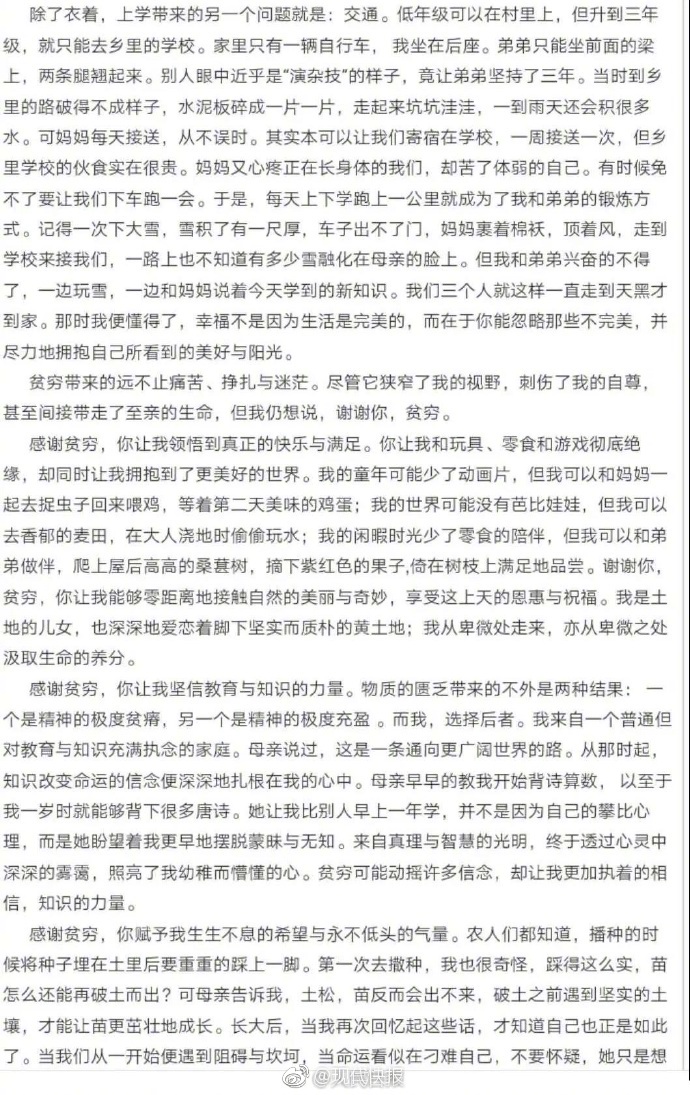 除了衣着，上学带来的另一个问题就是：交通。低年级可以在村里上，但升到三年
级，就只能去乡里的学校。家里只有一辆自行车， 我坐在后座。弟弟只能坐前面的梁
上，两条腿翘起来。别人眼中近乎是“演杂技”的样子，竟让弟弟坚持了三年。当时到乡
里的路破得不成样子，水泥板碎成一片一片，走起来坑坑洼洼，一到雨天还会积很多
水。可妈妈每天接送，从不误时。其实本可以让我们寄宿在学校，一周接送一次，但乡
里学校的伙食实在很贵。妈妈又心疼正在长身体的我们，却苦了体弱的自己。有时候免
不了要让我们下车跑一会。于是，每天上下学跑上一公里就成为了我和弟弟的锻炼方
式。记得一次下大雪，雪积了有一尺厚，车子出不了门，妈妈裹着棉袄，顶着风，走到
学校来接我们，一路上也不知道有多少雪融化在母亲的脸上。但我和弟弟兴奋的不得
了，一边玩雪，一边和妈妈说着今天学到的新知识。我们三个人就这样一直走到天黑才
到家。那时我便懂得了，幸福不是因为生活是完美的，而在于你能忽略那些不完美，并
尽力地拥抱自己所看到的美好与阳光。
贫穷带来的远不止痛苦、挣扎与迷茫。尽管它狭窄了我的视野，刺伤了我的自尊，
甚至间接带走了至亲的生命，但我仍想说，谢谢你，贫穷。
感谢贫穷，你让我领悟到真正的快乐与满足。你让我和玩具、零食和游戏彻底绝
缘，却同时让我拥抱到了更美好的世界。我的童年可能少了动画片，但我可以和妈妈一
起去捉虫子回来喂鸡，等着第二天美味的鸡蛋；我的世界可能没有芭比娃娃，但我可以
去香郁的麦田，在大人浇地时偷偷玩水；我的闲暇时光少了零食的陪伴，但我可以和弟
弟做伴，爬上屋后高高的桑葚树，摘下紫红色的果子,倚在树枝上满足地品尝。谢谢你，
贫穷，你让我能够零距离地接触自然的美丽与奇妙，享受这上天的恩惠与祝福。我是土
地的儿女，也深深地爱恋着脚下坚实而质朴的黄土地；我从卑微处走来，亦从卑微之处
汲取生命的养分。
感谢贫穷，你让我坚信教育与知识的力量。物质的匮乏带来的不外是两种结果： 一
个是精神的极度贫瘠，另一个是精神的极度充盈 。而我，选择后者。我来自一个普通但
对教育与知识充满执念的家庭。母亲说过，这是一条通向更广阔世界的路。从那时起，
知识改变命运的信念便深深地扎根在我的心中。母亲早早的教我开始背诗算数， 以至于
我一岁时就能够背下很多唐诗。她让我比别人早上一年学，并不是因为自己的攀比心
理，而是她盼望着我更早地摆脱蒙昧与无知。来自真理与智慧的光明，终于透过心灵中
深深的雾霭，照亮了我幼稚而懵懂的心。贫穷可能动摇许多信念，却让我更加执着的相
信，知识的力量。
感谢贫穷，你赋予我生生不息的希望与永不低头的气量。农人们都知道，播种的时
候将种子埋在土里后要重重的踩上一脚。第一次去撒种，我也很奇怪，踩得这么实，苗
怎么还能再破土而出？可母亲告诉我，土松，苗反而会出不来，破土之前遇到坚实的土
壤，才能让苗更茁壮地成长。长大后，当我再次回忆起这些话，才知道自己也正是如此
了。当我们从一开始便遇到阻碍与坎坷，当命运看似在刁难自己，不要怀疑，她只是想
@现代快报